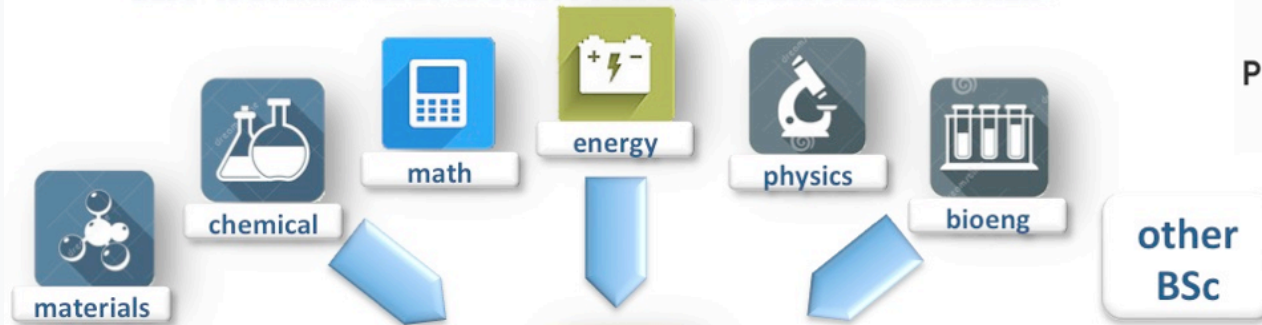 energy
math
physics
chemical
bioeng
materials
other
BSc
P